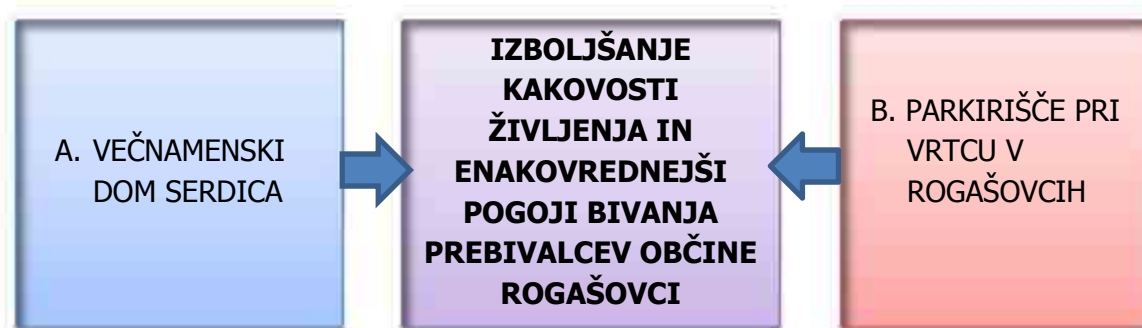 A. VEČNAMENSKI
DOM SERDICA
IZBOLJŠANJE
KAKOVOSTI
ŽIVLJENJA IN
ENAKOVREDNEJŠI
POGOJI BIVANJA
PREBIVALCEV OBČINE
ROGAŠOVCI
B. PARKIRIŠČE PRI
VRTCU V
ROGAŠOVCIH